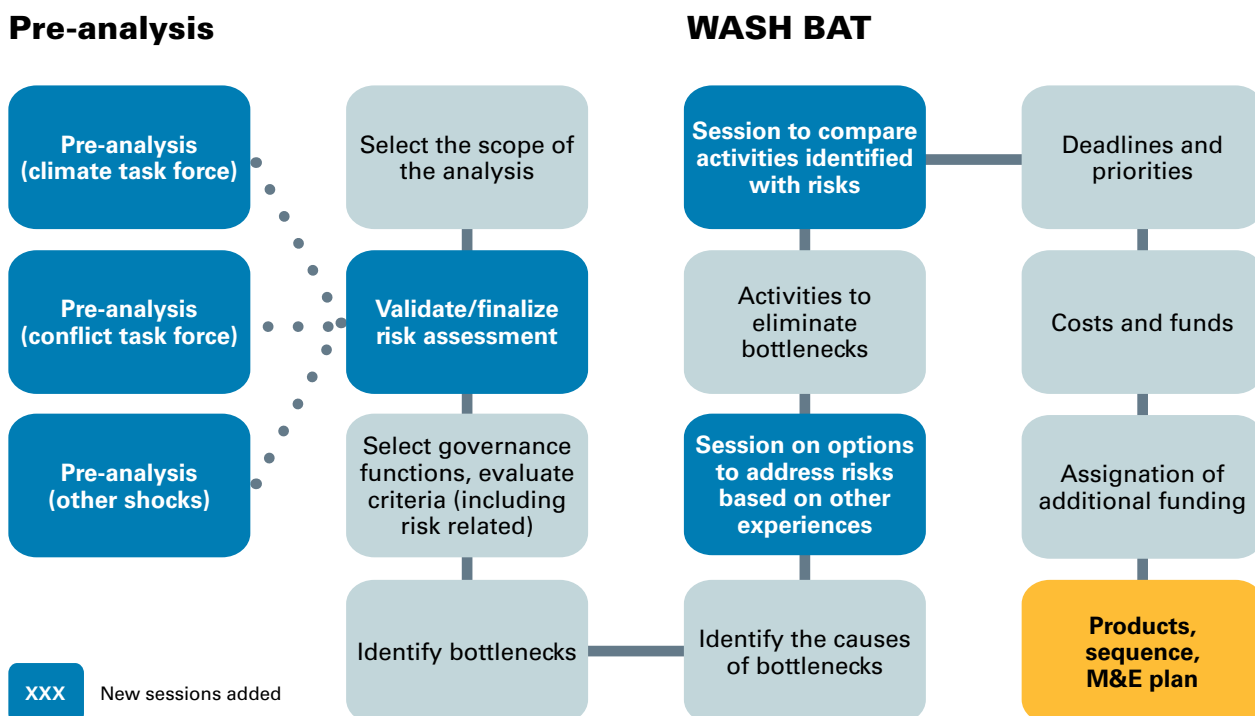 Pre-analysis
WASH BAT
Pre-analysis
(climate task force)
Pre-analysis
(conflict task force)
Pre-analysis
(other shocks)
Select the scope of
the analysis
Validate/finalize
risk assessment
Select governance
functions, evaluate
criteria (including
risk related)
Identify bottlenecks
Session to compare
activities identified
with risks
Activities to
eliminate
bottlenecks
Session on options
to address risks
based on other
experiences
Identify the causes
of bottlenecks
Deadlines and
priorities
Costs and funds
Assignation of
additional funding
Products,
sequence,
M&E plan
XXX
New sessions added